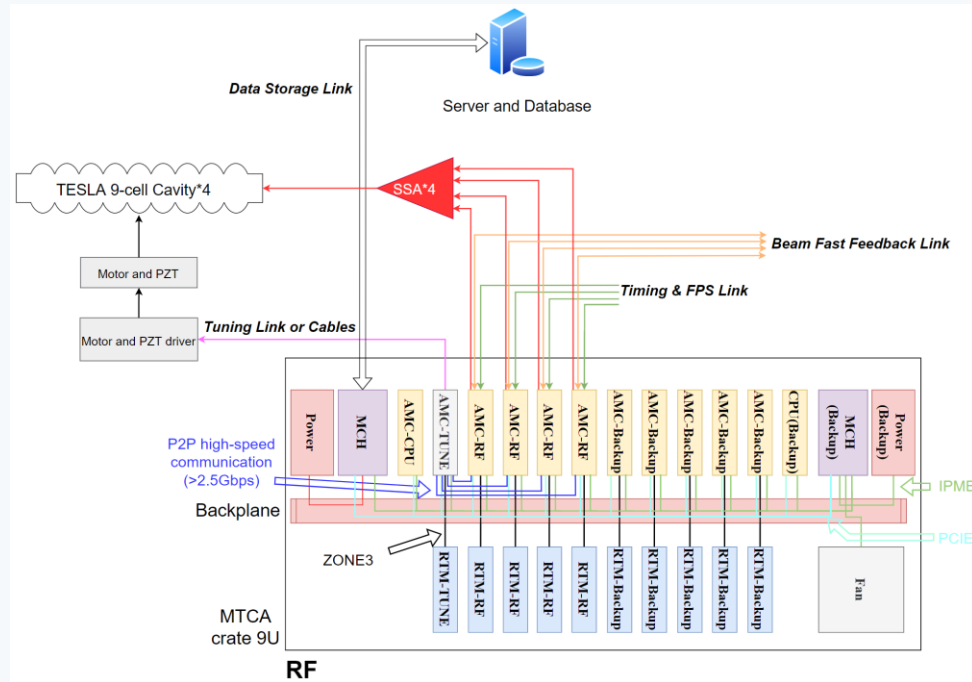 Data Storage Link
Server and Database
TESLA 9-cell Cavity*4
SSA*4
Beam Fast Feedback Link
Motor and PZT
Timing & FPS Link
Tuning Link or Cables
Motor and PZT driver
Power
MCH
AMC-CPU
AMC-TUNE
AMC-RF
AMC-RF
AMC-RF
AMC-RF
AMC-Backup
AMC-Backup
AMC-Backup
AMC-Backup
AMC-Backup
CPU(Backup)
MCH
(Backup)
Power
(Backup)
P2P high-speed
communication
(>2.5Gbps)
IPMB
Backplane
PCIE
ZONE3
RTM-TUNE
RTM-RF
RTM-RF
RTM-RF
RTM-RF
RTM-Backup
RTM-Backup
RTM-Backup
RTM-Backup
RTM-Backup
Fan
MTCA
crate 9U
RF